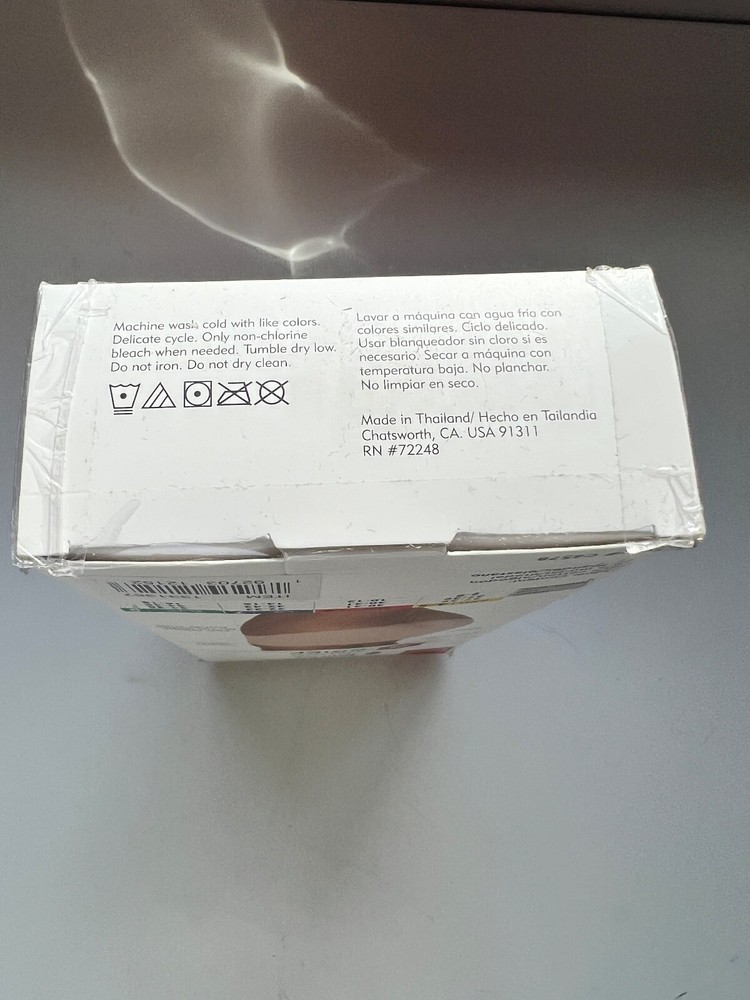 Machine wash cold with like colors.
Delicate cycle. Only non-chlorine
bleach when needed. Tumble dry low.
Do not iron. Do not dry clean.
Lavar a máquina con agua fría con
colores similares. Ciclo delicado.
Usar blanqueador sin cloro si es
necesario. Secar a máquina con
temperatura baja. No planchar.
No limpiar en seco.
Made in Thailand/ Hecho en Tailandia
Chatsworth, CA. USA 91311
RN #72248
ITEM